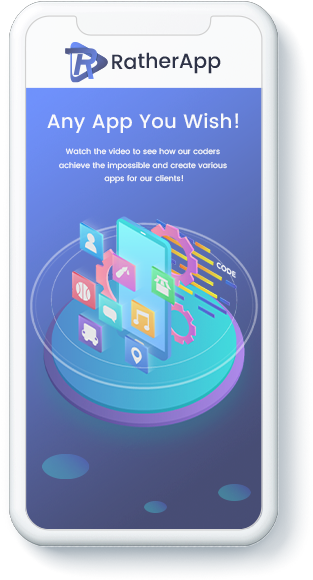 RatherApp
Any App You Wish!
Watch the video to see how our coders
achieve the impossible and create various
apps for our clients!
CODE